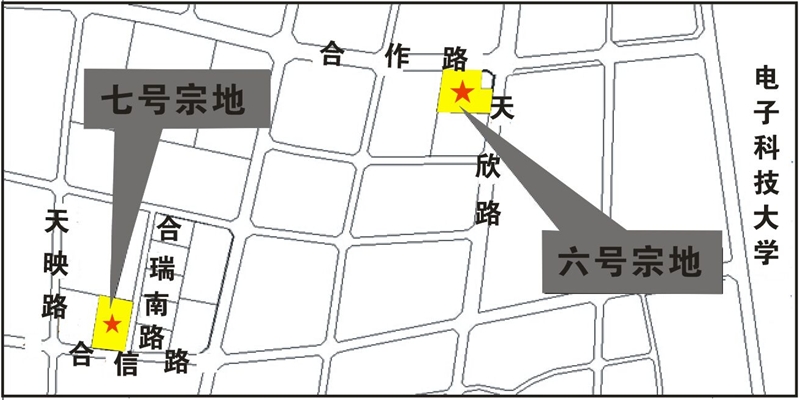 合作路
七号宗地
天欣路
电子科技大学
六号宗地
天映路
合瑞南路
合信路